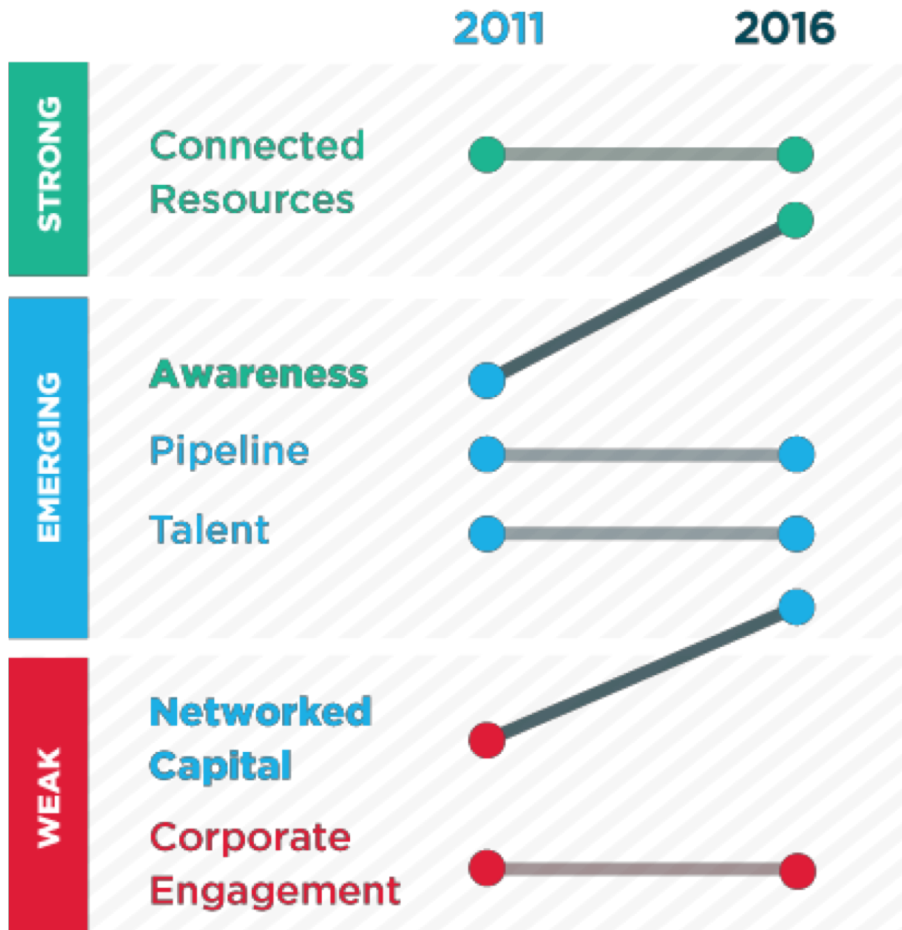 2011 2016
STRONG
Connected
Resources
EMERGING
Awareness
Pipeline
Talent
WEAK
Networked
Capital
Corporate
Engagement